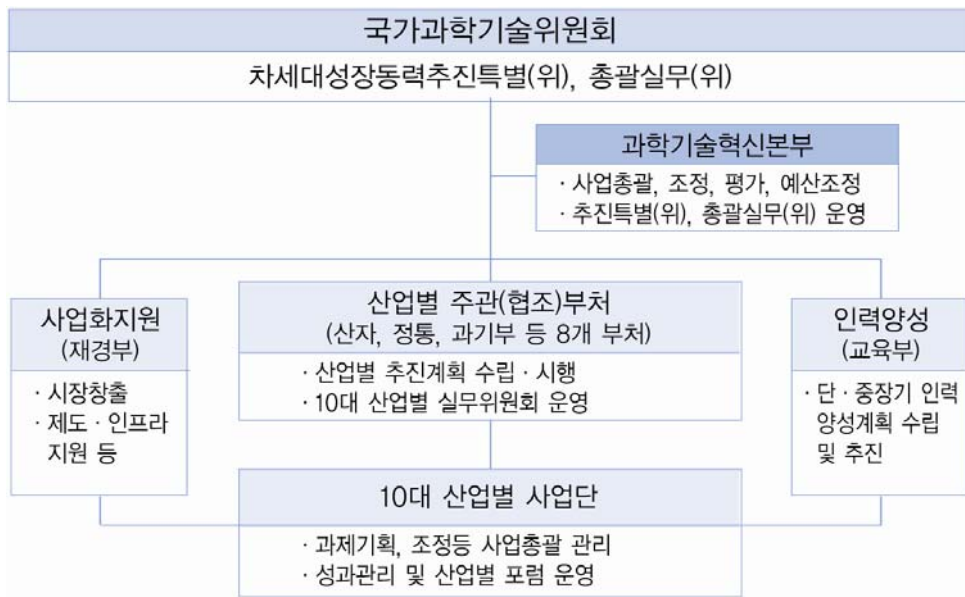 국가과학기술위원회
차세대성장동력추진특별(위), 총괄실무(위)
과학기술혁신본부
· 사업총괄, 조정, 평가, 예산조정
· 추진특별(위), 총괄실무(위) 운영
사업화지원
(재경부)
· 시장창출
· 제도 · 인프라
지원 등
산업별 주관(협조)부처
(산자, 정통, 과기부 등 8개 부처)
· 산업별 추진계획 수립 · 시행
· 10대 산업별 실무위원회 운영
인력양성
(교육부)
· 단 · 중장기 인력
양성계획 수립
및 추진
10대 산업별 사업단
· 과제기획, 조정등 사업총괄 관리
· 성과관리 및 산업별 포럼 운영